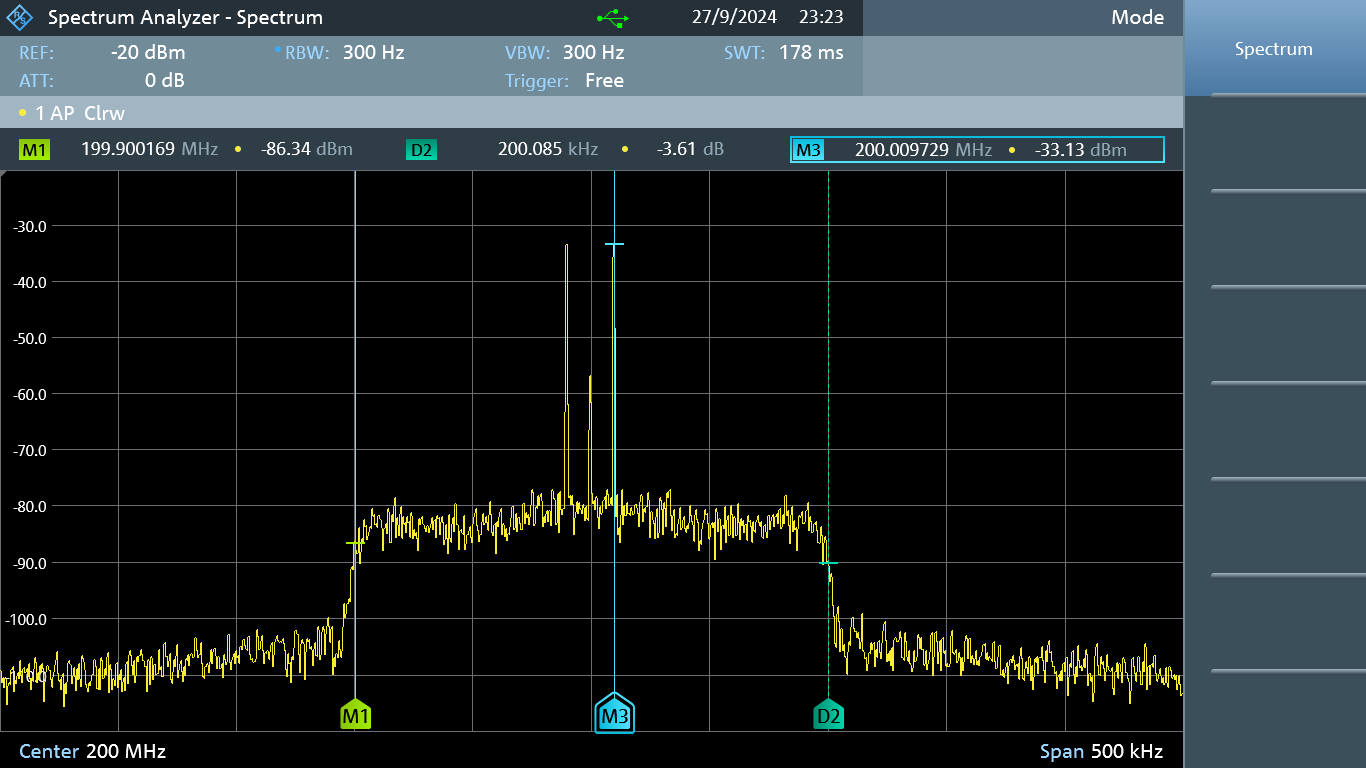 Spectrum Analyzer - Spectrum 27/9/2024 23:23 Mode
Spectrum
REF: -20 dBm RBW: 300 Hz VBW: 300 Hz SWT: 178 ms
ATT: 0 dB Trigger: Free
1 AP Clrw
M1 199.900169 MHz • -86.34 dBm D2 200.085 kHz • -3.61 dB M3 200.009729 MHz • -33.13 dBm
-30.0
-40.0
-50.0
-60.0
-70.0
-80.0
-90.0
-100.0
M1 M3 D2
Center 200 MHz Span 500 kHz